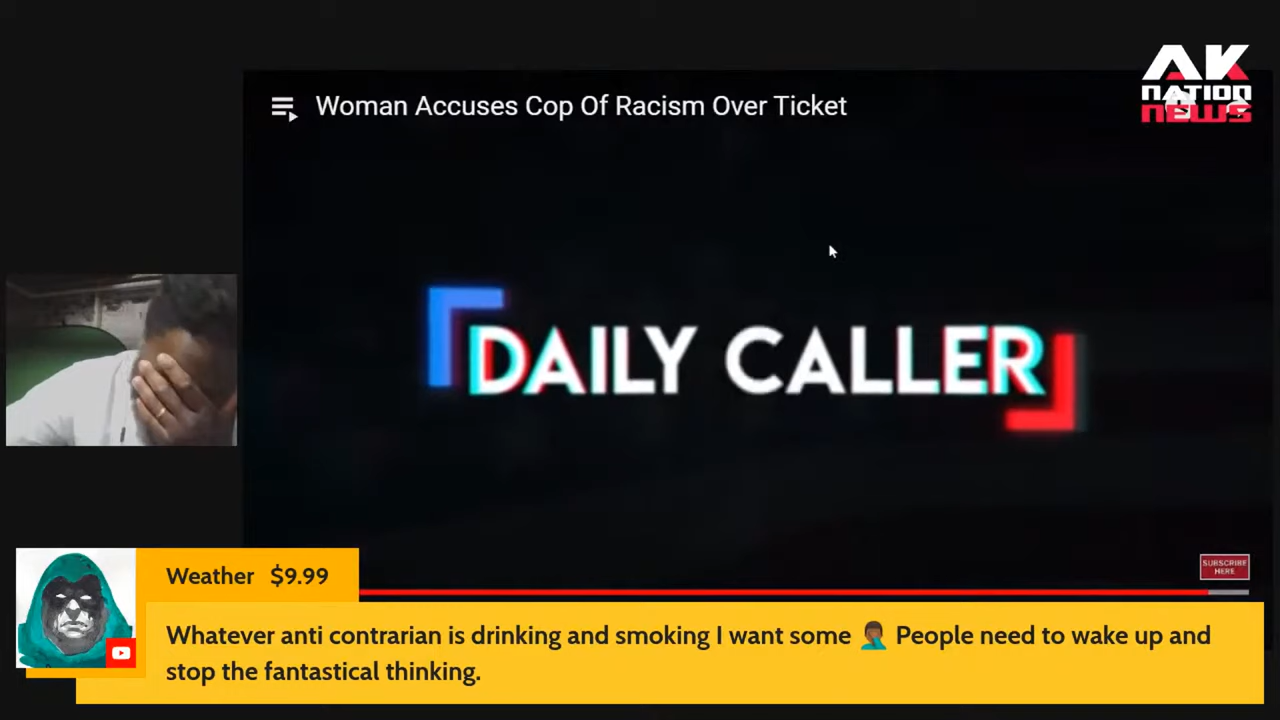 AK
NATION
NEWS
Woman Accuses Cop Of Racism Over Ticket
DAILY CALLER
SUBSCRIBE
HERE
Weather $9.99
Whatever anti contrarian is drinking and smoking I want some 🤦🏾‍♂️ People need to wake up and
stop the fantastical thinking.